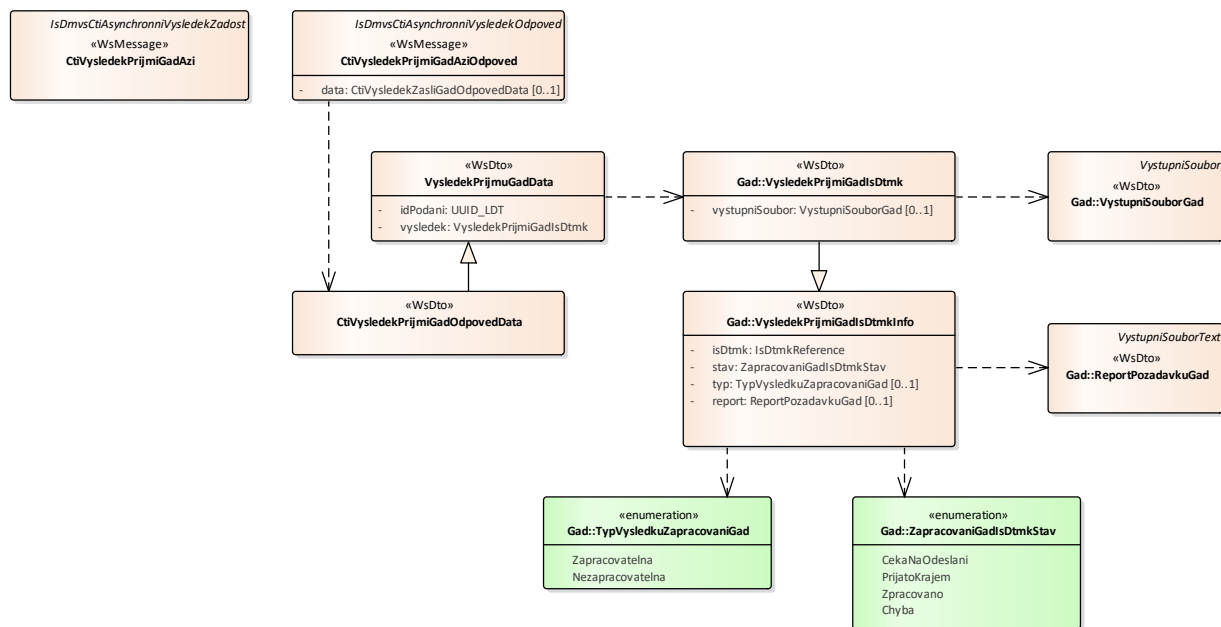 IsDmvsCtiAsynchronniVysledekZadost
«WsMessage»
CtiVysledekPrijmiGadAzi
IsDmvsCtiAsynchronniVysledekOdpoved
«WsMessage»
CtiVysledekPrijmiGadAziOdpoved
- data: CtiVysledekZasliGadOdpovedData [0..1]
«WsDto»
VysledekPrijmuGadData
- idPodani: UUID_LDT
- vysledek: VysledekPrijmiGadIsDtmk
«WsDto»
Gad::VysledekPrijmiGadIsDtmk
- vystupniSoubor: VystupniSouborGad [0..1]
VystupniSoubor
«WsDto»
Gad::VystupniSouborGad
«WsDto»
CtiVysledekPrijmiGadOdpovedData
«WsDto»
Gad::VysledekPrijmiGadIsDtmkInfo
- isDtmk: IsDtmkReference
- stav: ZapracovaniGadIsDtmkStav
- typ: TypVysledkuZapracovaniGad [0..1]
- report: ReportPozadavkuGad [0..1]
VystupniSouborText
«WsDto»
Gad::ReportPozadavkuGad
«enumeration»
Gad::TypVysledkuZapracovaniGad
Zapracovatelna
Nezapracovatelna
«enumeration»
Gad::ZapracovaniGadIsDtmkStav
CekaNaOdeslani
PrijatoKrajem
Zpracovano
Chyba